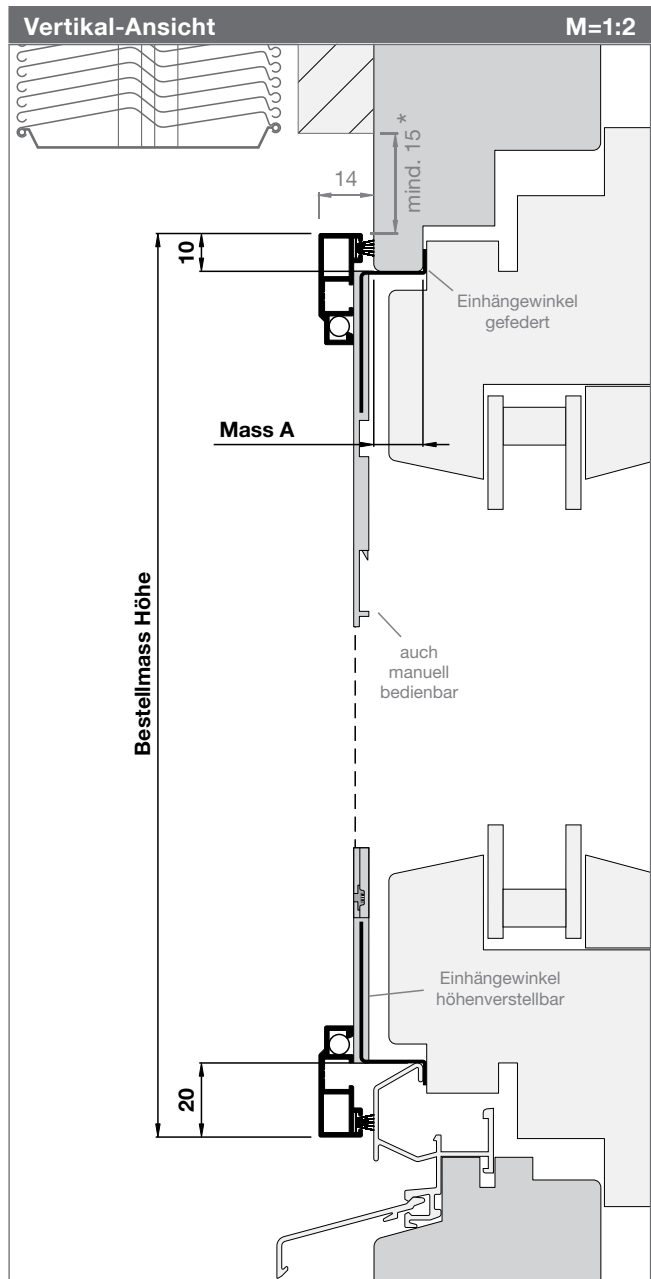 Vertikal-Ansicht M=1:2
14
mind. 15*
10
Einhängewinkel
gefedert
Mass A
Bestellmass Höhe
auch
manuell
bedienbar
Einhängewinkel
höhenverstellbar
20